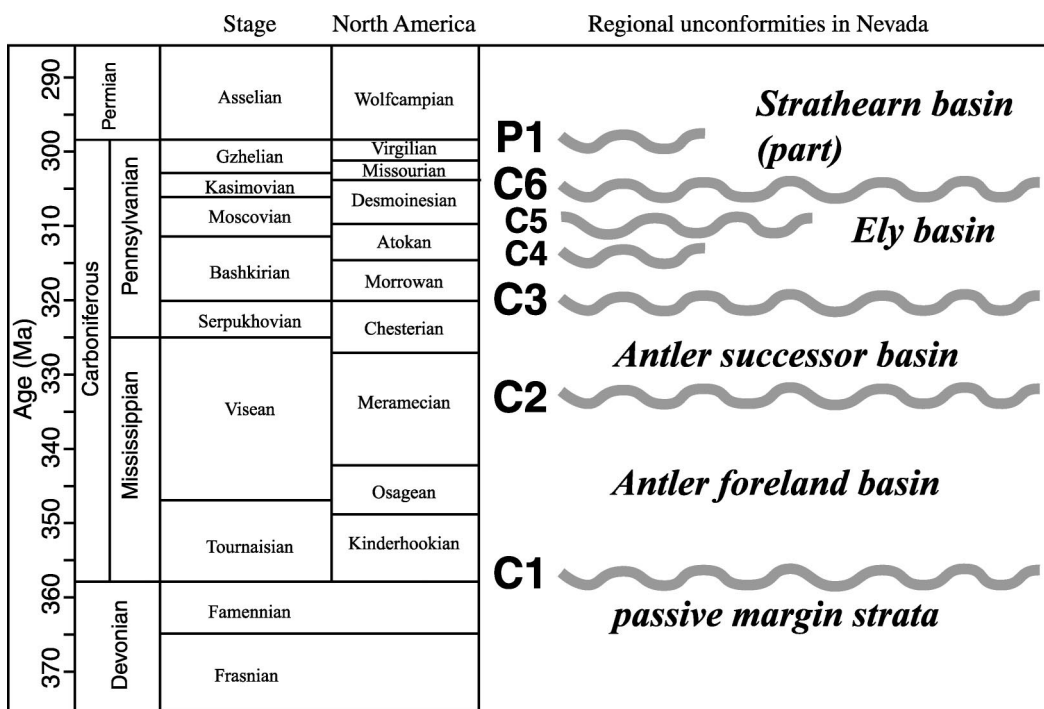 Stage
North America
Regional unconformities in Nevada
Age (Ma)
290
300
310
320
330
340
350
360
370
Permian
Carboniferous
Pennsylvanian
Mississippian
Devonian
Asselian
Gzhelian
Kasimovian
Moscovian
Bashkirian
Serpukhovian
Visean
Tournaisian
Famennian
Frasnian
Wolfcampian
Virgilian
Missourian
Desmoinesian
Atokan
Morrowan
Chesterian
Meramecian
Osagean
Kinderhookian
Strathearn basin
(part)
P1
C6
C5
Ely basin
C4
C3
Antler successor basin
C2
Antler foreland basin
C1
passive margin strata